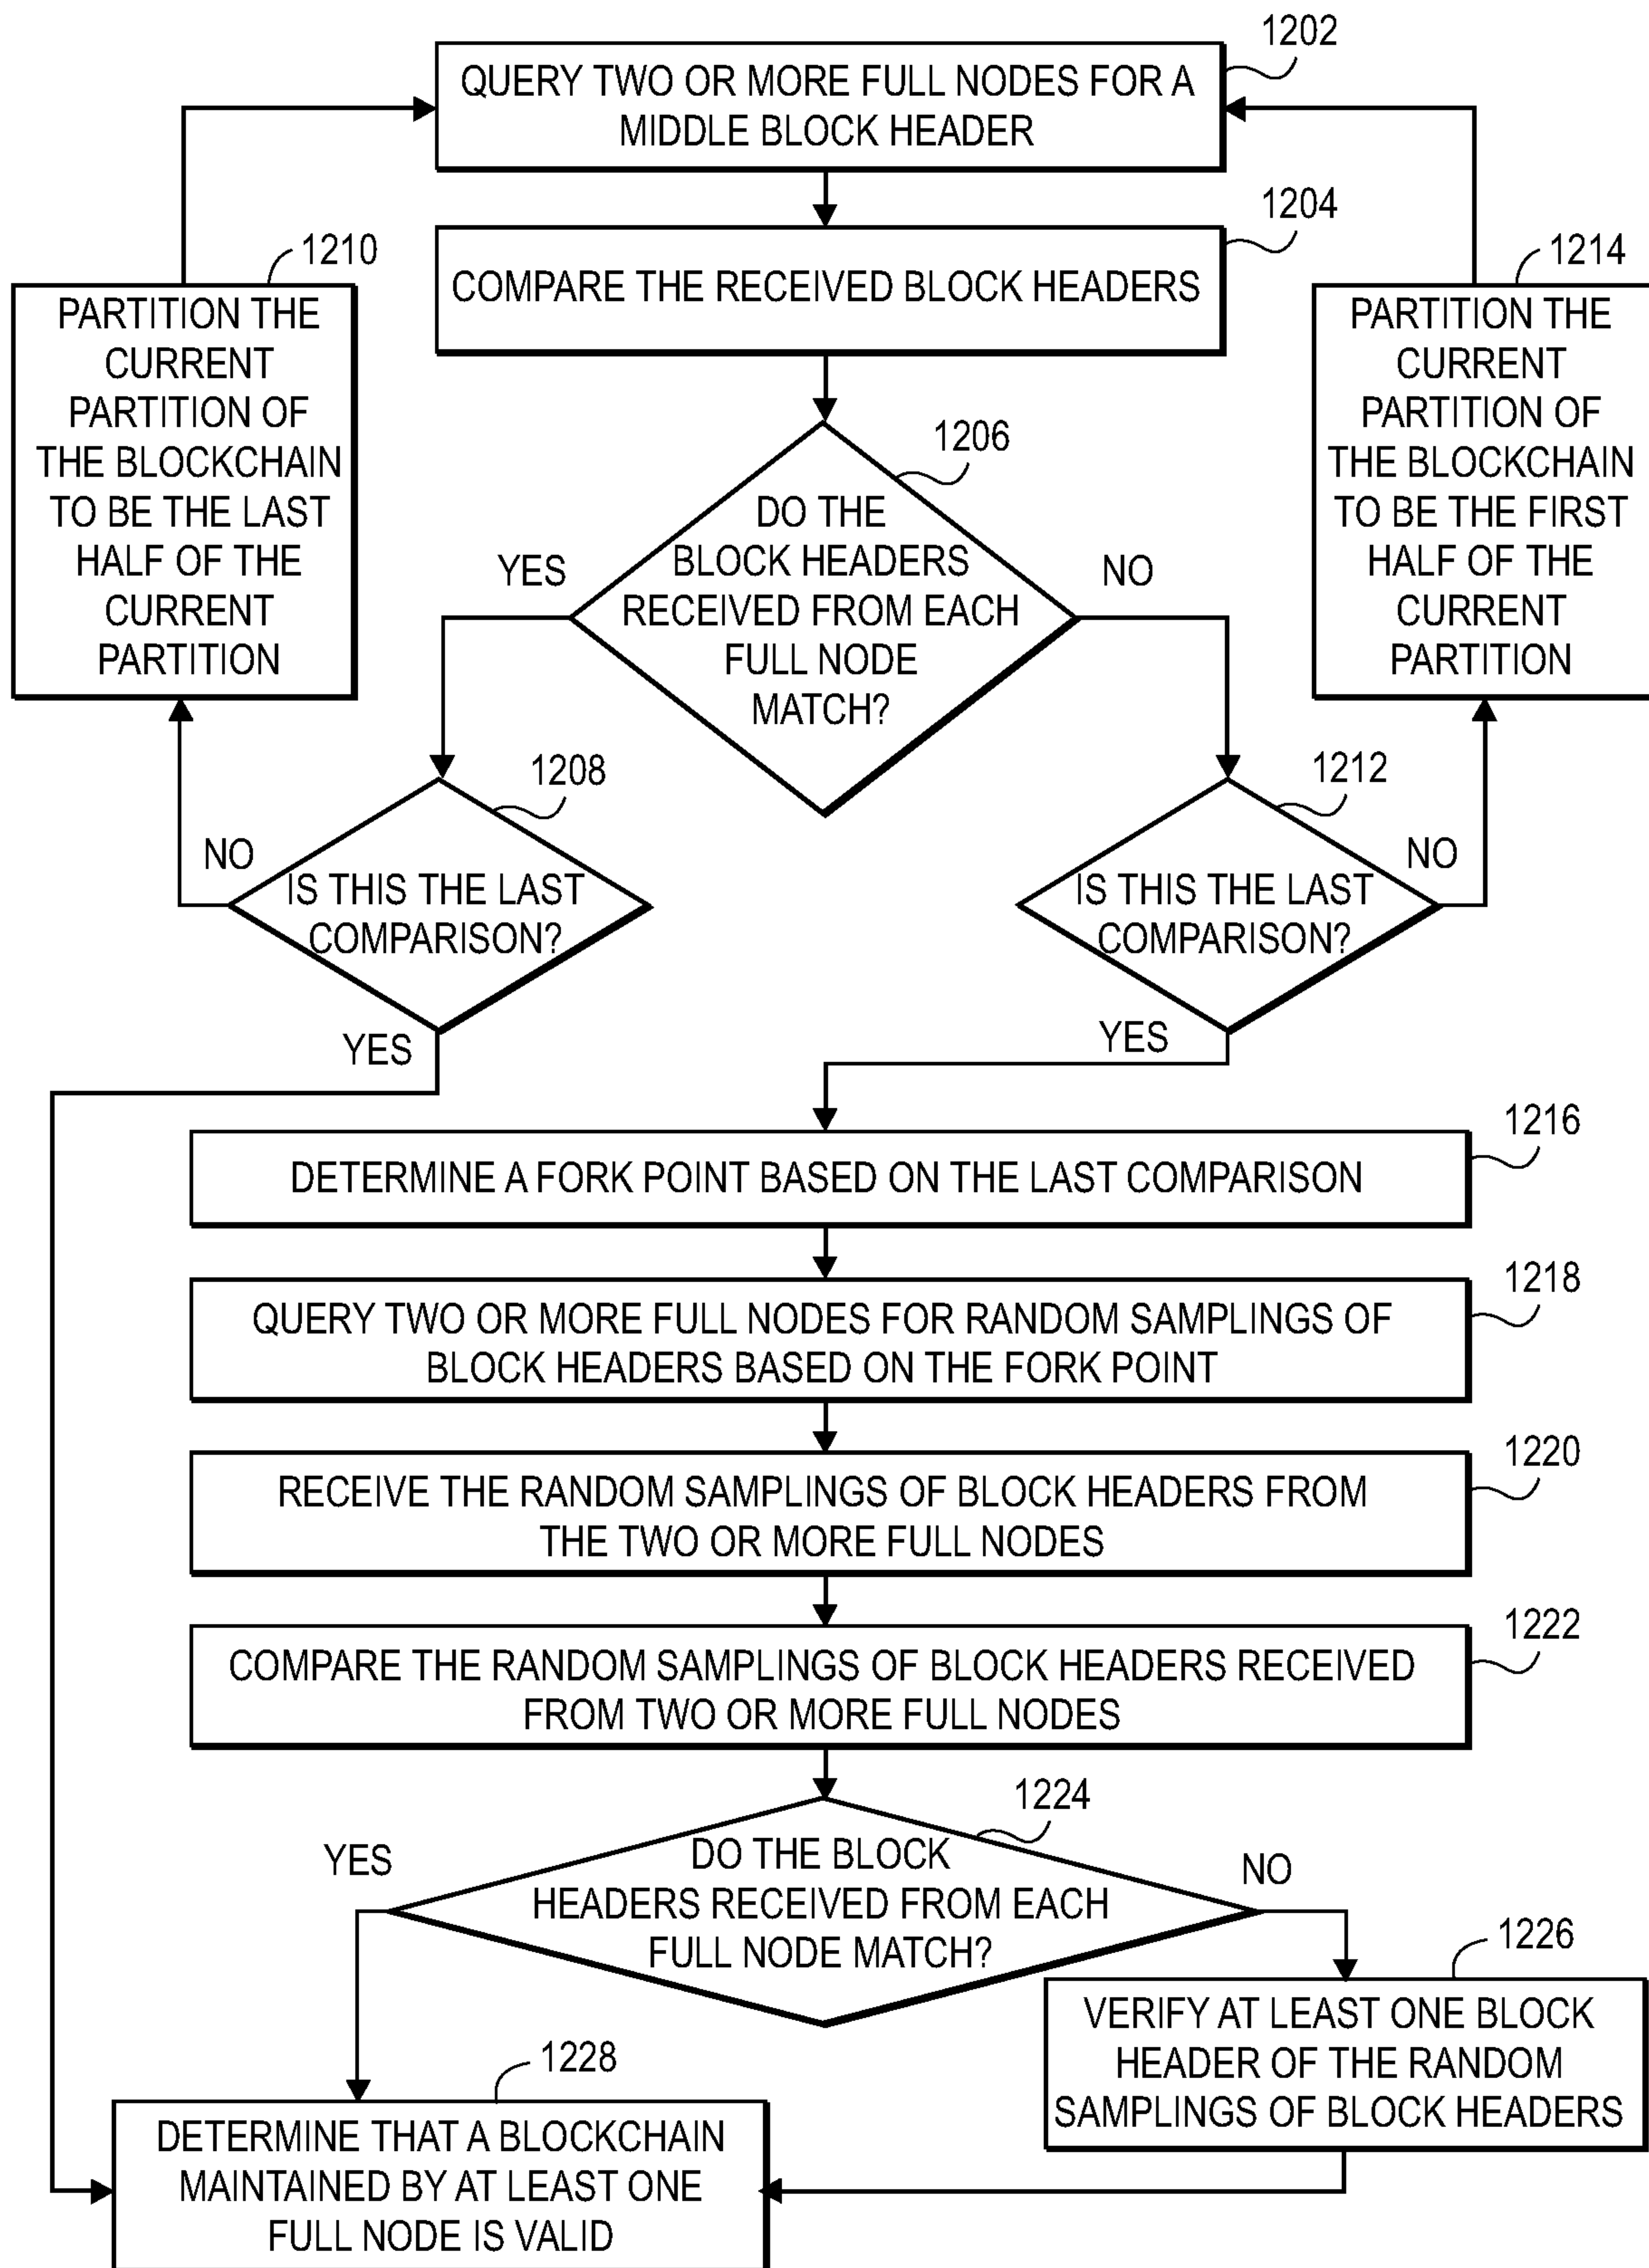 1202
QUERY TWO OR MORE FULL NODES FOR A
MIDDLE BLOCK HEADER
1204
COMPARE THE RECEIVED BLOCK HEADERS
1210
PARTITION THE
CURRENT
PARTITION OF
THE BLOCKCHAIN
TO BE THE LAST
HALF OF THE
CURRENT
PARTITION
1214
PARTITION THE
CURRENT
PARTITION OF
THE BLOCKCHAIN
TO BE THE FIRST
HALF OF THE
CURRENT
PARTITION
1206
DO THE
BLOCK HEADERS
RECEIVED FROM EACH
FULL NODE
MATCH?
YES
NO
1208
IS THIS THE LAST
COMPARISON?
NO
YES
1212
IS THIS THE LAST
COMPARISON?
NO
YES
1216
DETERMINE A FORK POINT BASED ON THE LAST COMPARISON
1218
QUERY TWO OR MORE FULL NODES FOR RANDOM SAMPLINGS OF
BLOCK HEADERS BASED ON THE FORK POINT
1220
RECEIVE THE RANDOM SAMPLINGS OF BLOCK HEADERS FROM
THE TWO OR MORE FULL NODES
1222
COMPARE THE RANDOM SAMPLINGS OF BLOCK HEADERS RECEIVED
FROM TWO OR MORE FULL NODES
1224
DO THE BLOCK
HEADERS RECEIVED FROM EACH
FULL NODE MATCH?
YES
NO
1226
VERIFY AT LEAST ONE BLOCK
HEADER OF THE RANDOM
SAMPLINGS OF BLOCK HEADERS
1228
DETERMINE THAT A BLOCKCHAIN
MAINTAINED BY AT LEAST ONE
FULL NODE IS VALID